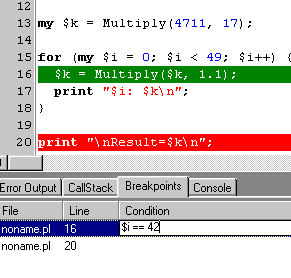 12
13 my $k = Multiply(4711, 17);
14
15 for (my $i = 0; $i < 49; $i++) {
16 $k = Multiply($k, 1.1);
17 print "$i: $k\n";
18 }
19
20 print "\nResult=$k\n";
Error Output CallStack Breakpoints Console
File Line Condition
noname.pl 16 $i == 42
noname.pl 20